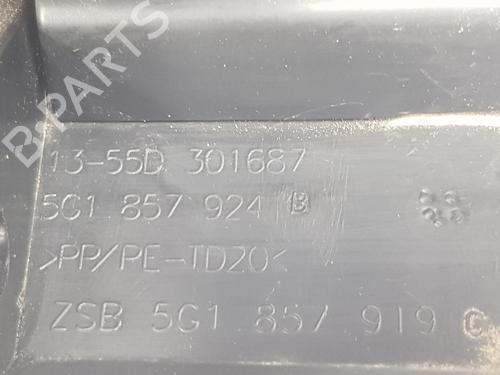 B-PARTS
13-55D 301687
5G1 857 924 B
>PP/PE-TD20<
ZSB 5G1 857 919 C